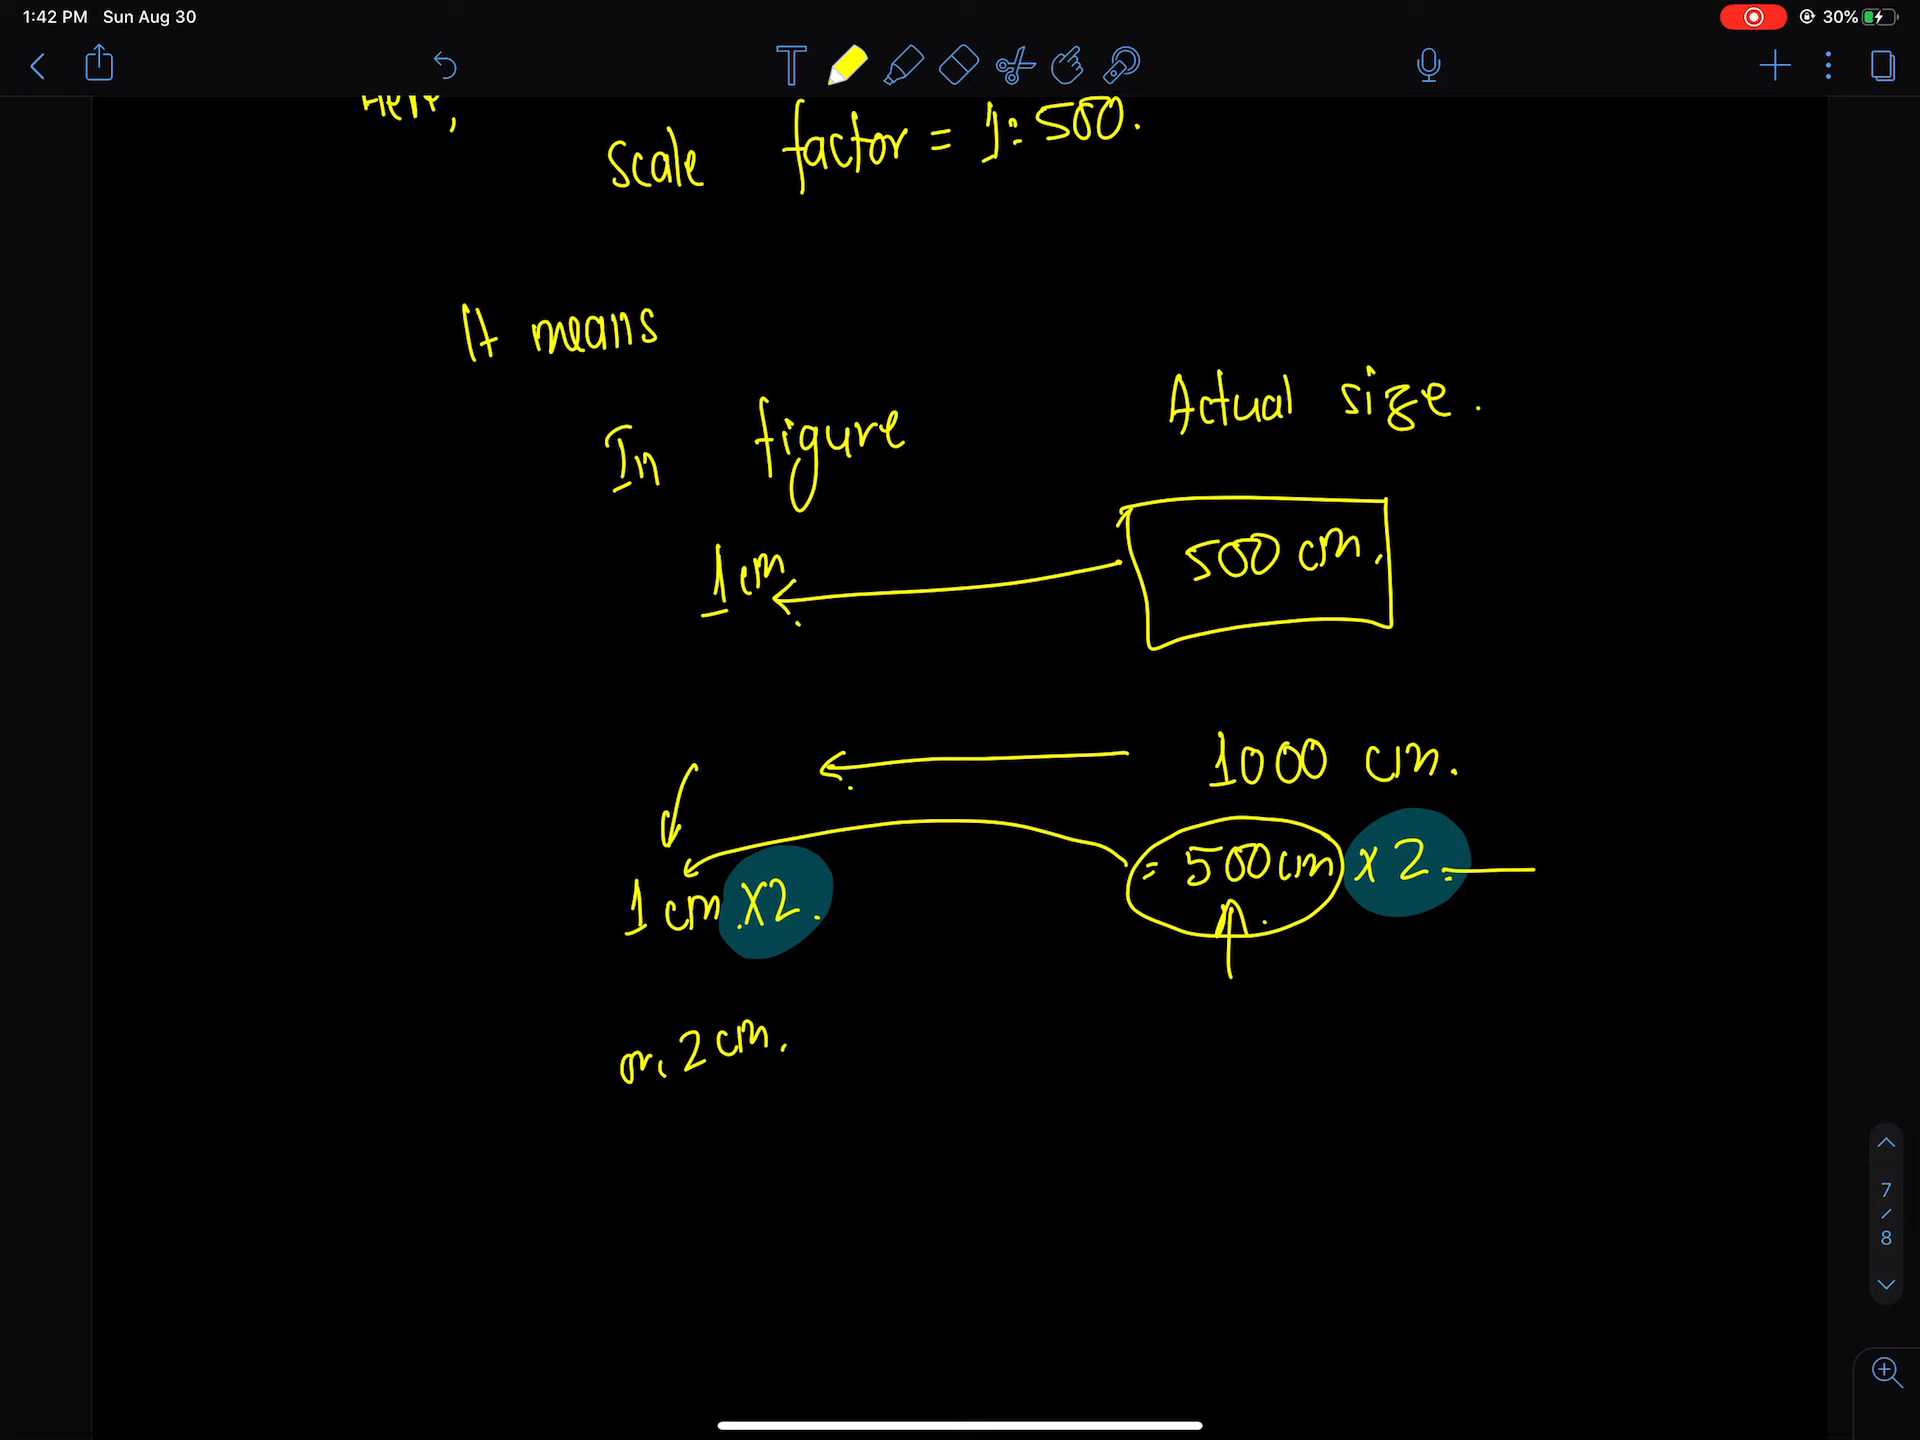 1:42 PM Sun Aug 30
30%
Here,
scale factor = 1:500.
It means
In figure
Actual size.
1 cm
500 cm.
1000 cm.
= 500 cm x 2
1 cm x2.
or, 2 cm.
7
/
8